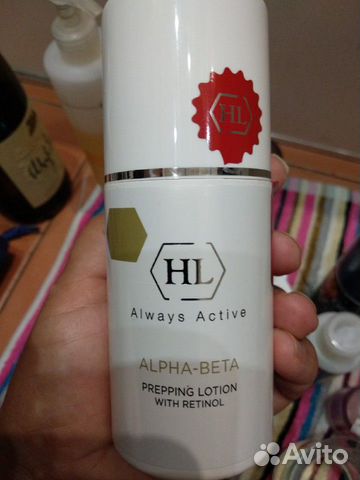 HL
HL
Always Active
ALPHA-BETA
PREPPING LOTION
WITH RETINOL
Avito